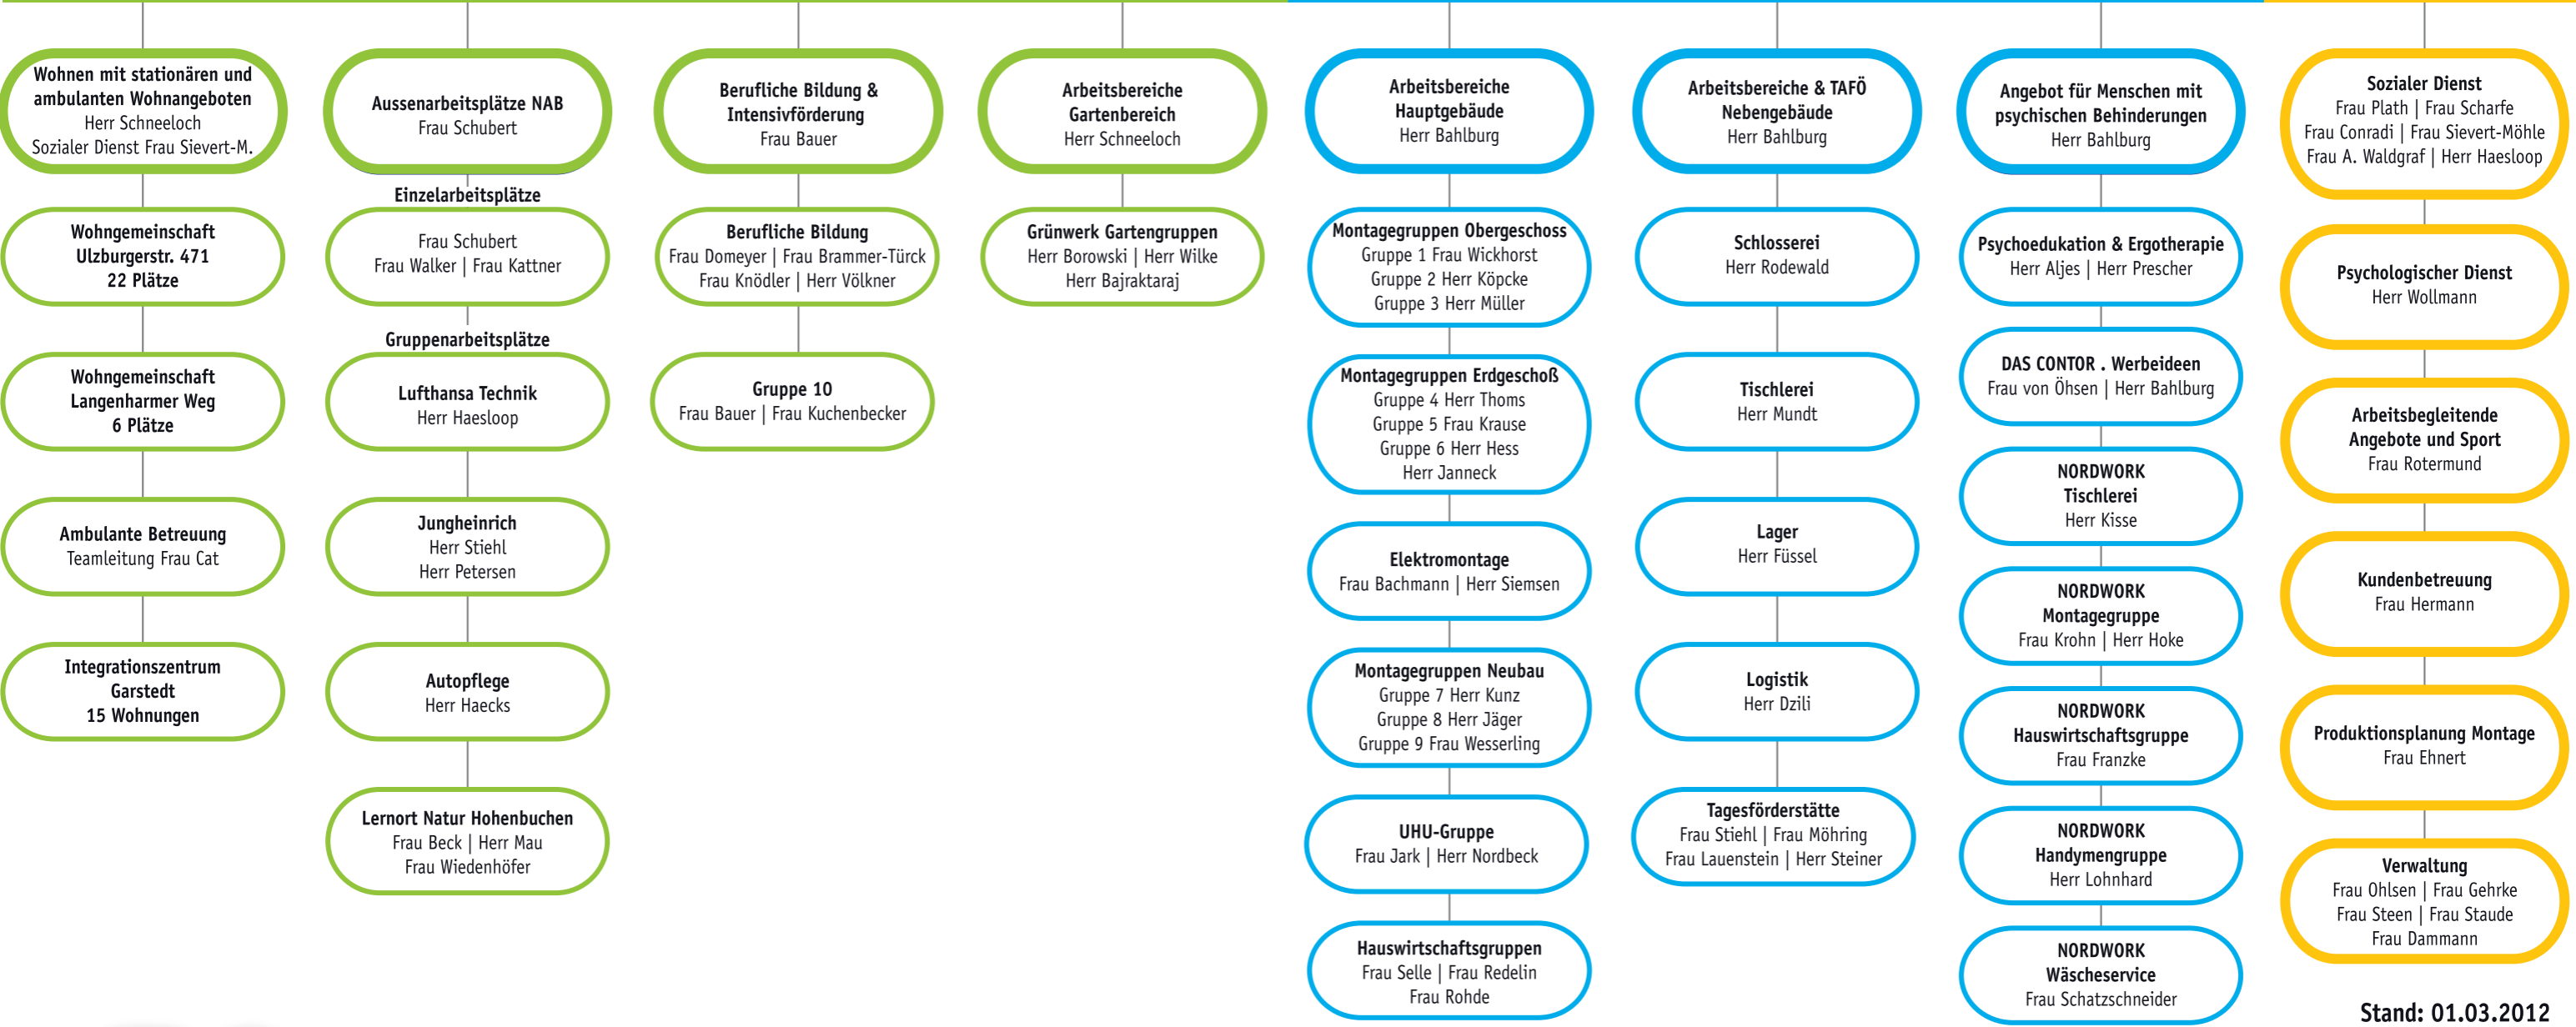 Wohnen mit stationären und
ambulanten Wohnangeboten
Herr Schneeloch
Sozialer Dienst Frau Sievert-M.
Wohngemeinschaft
Ulzburgerstr. 471
22 Plätze
Wohngemeinschaft
Langenharmer Weg
6 Plätze
Ambulante Betreuung
Teamleitung Frau Cat
Integrationszentrum
Garstedt
15 Wohnungen
Aussenarbeitsplätze NAB
Frau Schubert
Einzelarbeitsplätze
Frau Schubert
Frau Walker | Frau Kattner
Gruppenarbeitsplätze
Lufthansa Technik
Herr Haesloop
Jungheinrich
Herr Stiehl
Herr Petersen
Autopflege
Herr Haecks
Lernort Natur Hohenbuchen
Frau Beck | Herr Mau
Frau Wiedenhöfer
Berufliche Bildung &
Intensivförderung
Frau Bauer
Berufliche Bildung
Frau Domeyer | Frau Brammer-Türck
Frau Knödler | Herr Völkner
Gruppe 10
Frau Bauer | Frau Kuchenbecker
Arbeitsbereiche
Gartenbereich
Herr Schneeloch
Grünwerk Gartengruppen
Herr Borowski | Herr Wilke
Herr Bajraktaraj
Arbeitsbereiche
Hauptgebäude
Herr Bahlburg
Montagegruppen Obergeschoss
Gruppe 1 Frau Wickhorst
Gruppe 2 Herr Köpcke
Gruppe 3 Herr Müller
Montagegruppen Erdgeschoß
Gruppe 4 Herr Thoms
Gruppe 5 Frau Krause
Gruppe 6 Herr Hess
Herr Janneck
Elektromontage
Frau Bachmann | Herr Siemsen
Montagegruppen Neubau
Gruppe 7 Herr Kunz
Gruppe 8 Herr Jäger
Gruppe 9 Frau Wesserling
UHU-Gruppe
Frau Jark | Herr Nordbeck
Hauswirtschaftsgruppen
Frau Selle | Frau Redelin
Frau Rohde
Arbeitsbereiche & TAFÖ
Nebengebäude
Herr Bahlburg
Schlosserei
Herr Rodewald
Tischlerei
Herr Mundt
Lager
Herr Füssel
Logistik
Herr Dzili
Tagesförderstätte
Frau Stiehl | Frau Möhring
Frau Lauenstein | Herr Steiner
Angebot für Menschen mit
psychischen Behinderungen
Herr Bahlburg
Psychoedukation & Ergotherapie
Herr Aljes | Herr Prescher
DAS CONTOR . Werbeideen
Frau von Öhsen | Herr Bahlburg
NORDWORK
Tischlerei
Herr Kisse
NORDWORK
Montagegruppe
Frau Krohn | Herr Hoke
NORDWORK
Hauswirtschaftsgruppe
Frau Franzke
NORDWORK
Handymengruppe
Herr Lohnhard
NORDWORK
Wäscheservice
Frau Schatzschneider
Sozialer Dienst
Frau Plath | Frau Scharfe
Frau Conradi | Frau Sievert-Möhle
Frau A. Waldgraf | Herr Haesloop
Psychologischer Dienst
Herr Wollmann
Arbeitsbegleitende
Angebote und Sport
Frau Rotermund
Kundenbetreuung
Frau Hermann
Produktionsplanung Montage
Frau Ehnert
Verwaltung
Frau Ohlsen | Frau Gehrke
Frau Steen | Frau Staude
Frau Dammann
Stand: 01.03.2012